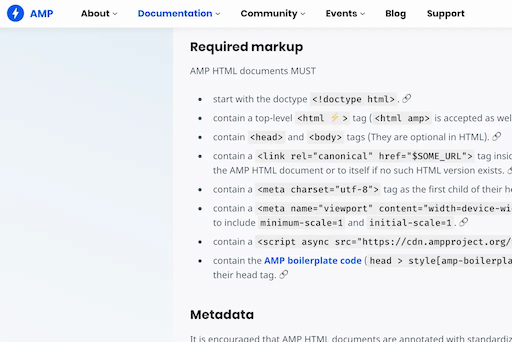 AMP About Documentation Community Events Blog Support
Required markup
AMP HTML documents MUST
• start with the doctype <!doctype html>.
• contain a top-level <html ⚡> tag (<html amp> is accepted as wel
• contain <head> and <body> tags (They are optional in HTML).
• contain a <link rel="canonical" href="$SOME_URL"> tag insid
the AMP HTML document or to itself if no such HTML version exists.
• contain a <meta charset="utf-8"> tag as the first child of their he
• contain a <meta name="viewport" content="width=device-wi
to include minimum-scale=1 and initial-scale=1.
• contain a <script async src="https://cdn.ampproject.org/
• contain the AMP boilerplate code (head > style[amp-boilerpla
their head tag.
Metadata
It is encouraged that AMP HTML documents are annotated with standardiz